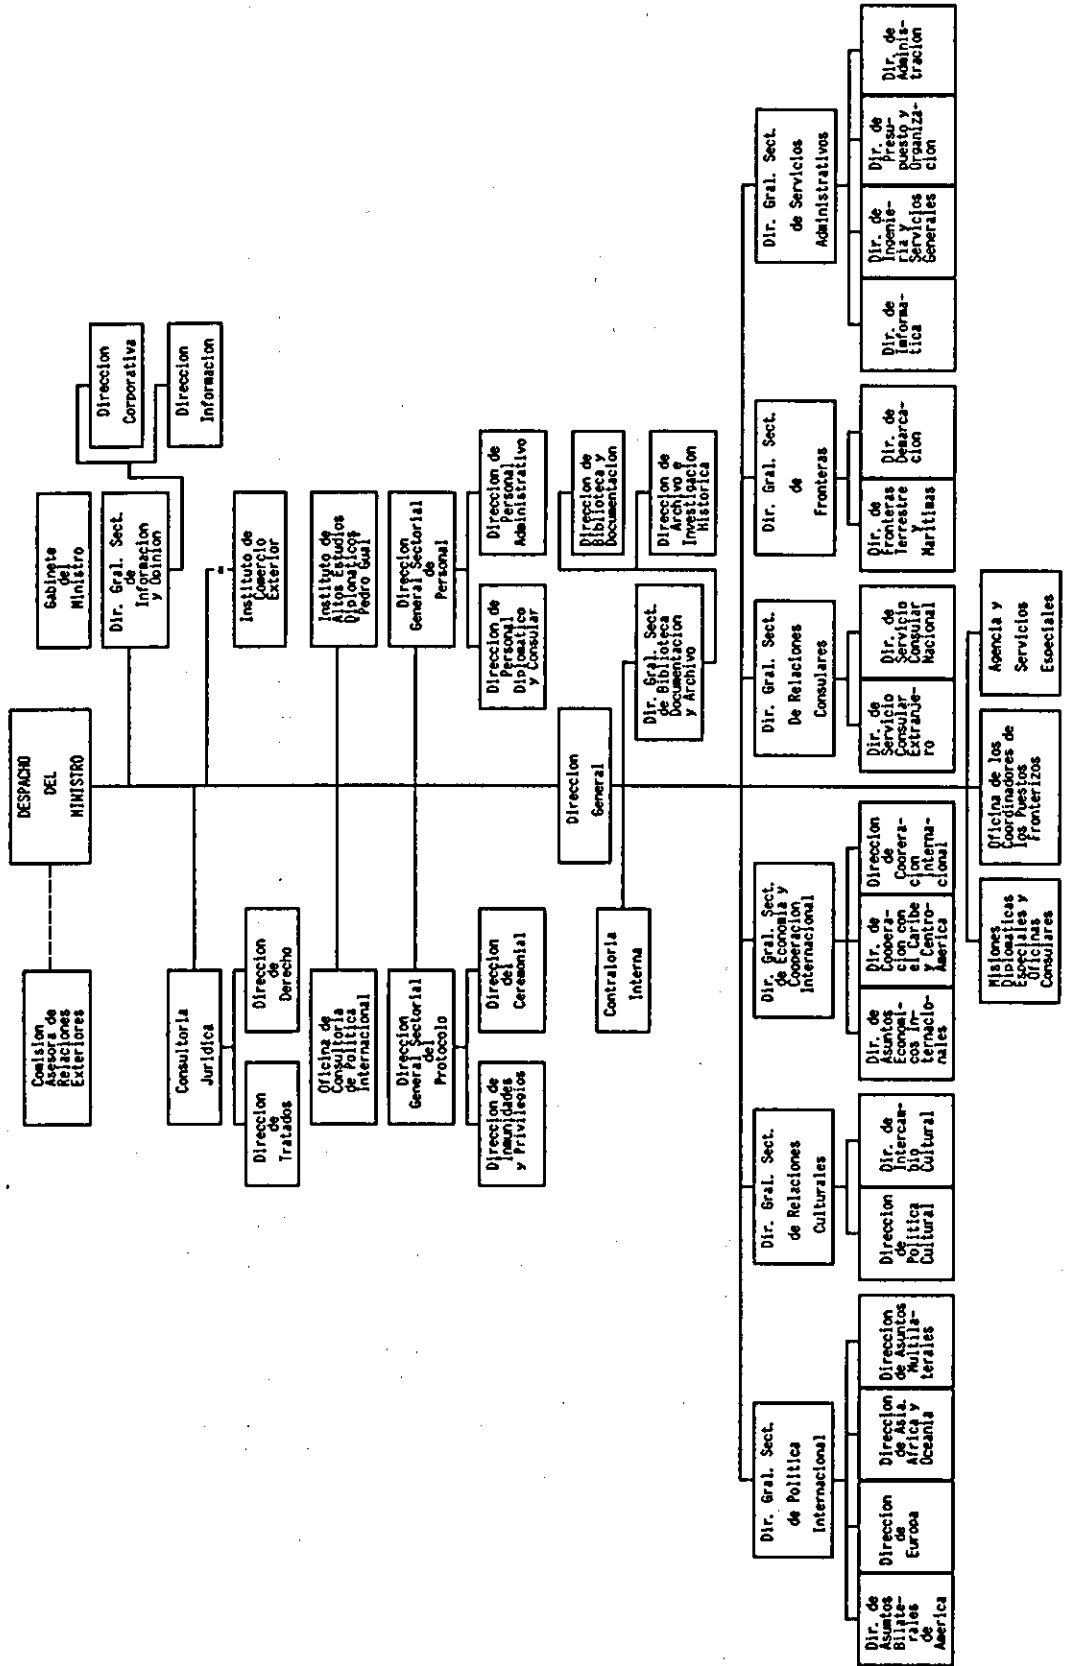 DESPACHO
DEL
MINISTRO
Comision
Asesora de
Relaciones
Exteriores
Gabinete
del
Ministro
Dir. Gral. Sect.
de
Informacion
y Opinion
Direccion
Corporativa
Direccion
Informacion
Consultoria
Juridica
Direccion
de
Tratados
Direccion
de
Derecho
Instituto de
Comercio
Exterior
Oficina de
Consultoria
de Politica
Internacional
Instituto de
Altos Estudios
Diplomaticos
Pedro Gual
Direccion
General Sectorial
del
Protocolo
Direccion
General Sectorial
de
Personal
Direccion de
Inmunidades
y Privilegios
Direccion
del
Ceremonial
Direccion de
Personal
Diplomatico
y Consular
Direccion de
Personal
Administrativo
Direccion
General
Contraloria
Interna
Dir. Gral. Sect.
de Biblioteca
Documentacion
y Archivo
Direccion de
Biblioteca y
Documentacion
Direccion de
Archivo e
Investigacion
Historica
Dir. Gral. Sect.
de Politica
Internacional
Dir. Gral. Sect.
de Relaciones
Culturales
Dir. Gral. Sect.
de Economia y
Cooperacion
Internacional
Dir. Gral. Sect.
De Relaciones
Consulares
Dir. Gral. Sect.
de
Fronteras
Dir. Gral. Sect.
de Servicios
Administrativos
Dir. de
Asuntos
Bilate-
rales
de
America
Direccion
de
Europa
Direccion
de Asia.
Africa y
Oceania
Direccion
de Asuntos
Multila-
terales
Direccion
de
Politica
Cultural
Dir. de
Intercam-
bio
Cultural
Dir. de
Asuntos
Economi-
cos in-
ternacio-
nales
Dir. de
Coopera-
cion con
el Caribe
y Centro-
America
Direccion
de
Coorera-
cion
interna-
cional
Dir. de
Servicio
Consular
Extranje-
ro
Dir. de
Servicio
Consular
Nacional
Dir. de
Fronteras
Terrestre
y
Maritimas
Dir. de
Demarca-
cion
Dir. de
Imforma-
tica
Dir. de
Ingenie-
ria y
Servicios
Generales
Dir. de
Presu-
puesto y
Organiza-
cion
Dir. de
Adminis-
tracion
Misiones
Diplomaticas
Especiales y
Oficinas
Consulares
Oficina de los
Coordinadores de
los Puestos
Fronterizos
Agencia y
Servicios
Especiales